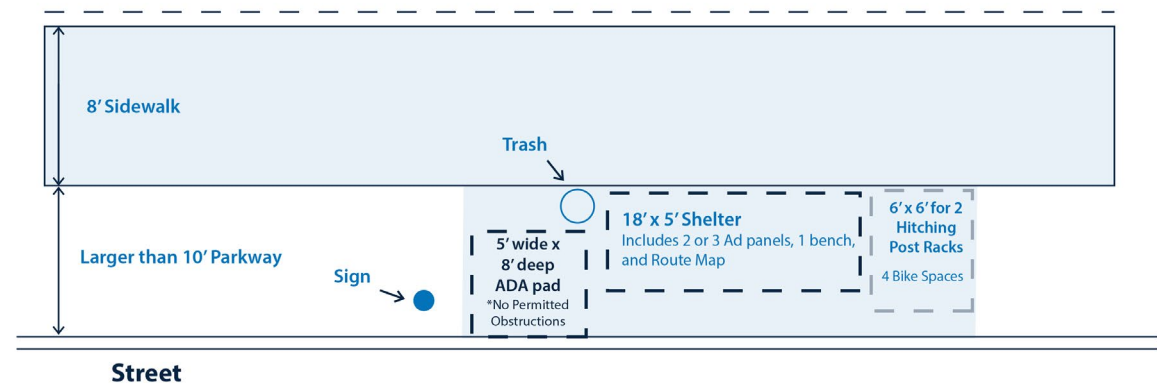 8’ Sidewalk
Trash
Larger than 10’ Parkway
Sign
5’ wide x
8’ deep
ADA pad
*No Permitted
Obstructions
18’ x 5’ Shelter
Includes 2 or 3 Ad panels, 1 bench,
and Route Map
6’ x 6’ for 2
Hitching
Post Racks
4 Bike Spaces
Street